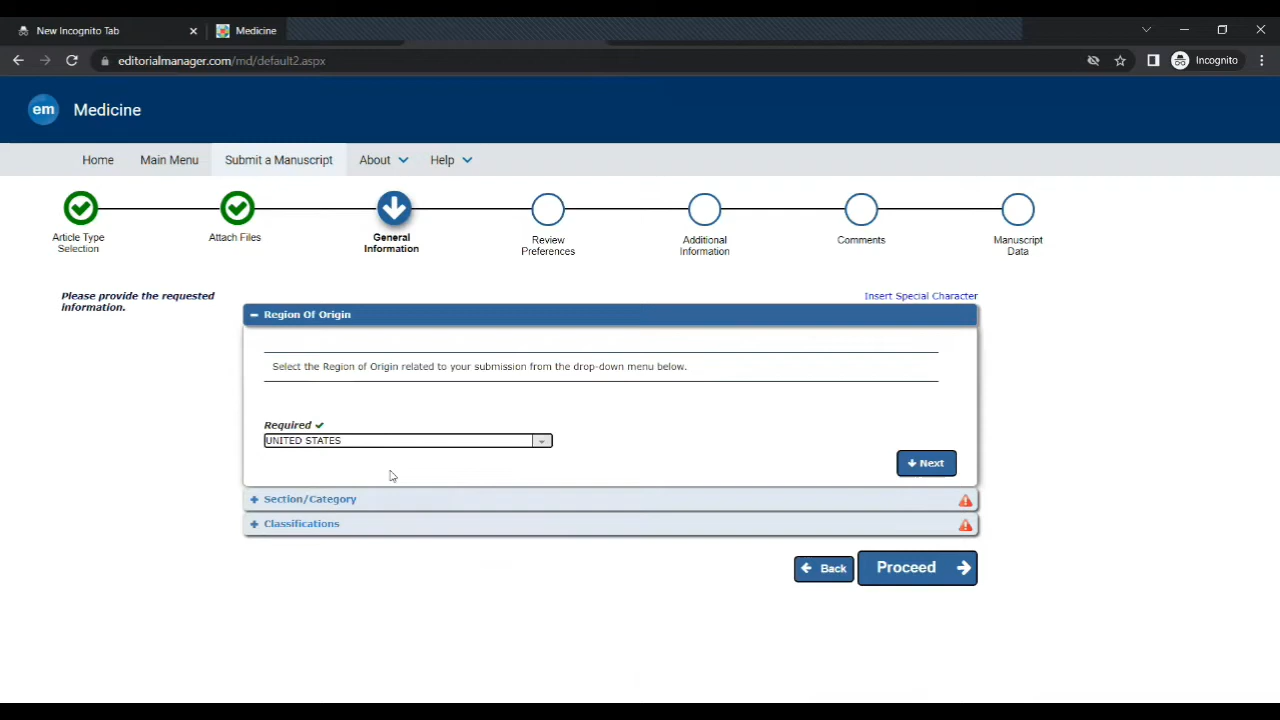 New Incognito Tab
Medicine
editorialmanager.com/md/default2.aspx
Incognito
em Medicine
Home Main Menu Submit a Manuscript About Help
Article Type
Selection
Attach Files
General
Information
Review
Preferences
Additional
Information
Comments
Manuscript
Data
Please provide the requested
information.
Insert Special Character
Region Of Origin
Select the Region of Origin related to your submission from the drop-down menu below.
Required
UNITED STATES
Next
Section/Category
Classifications
Back
Proceed